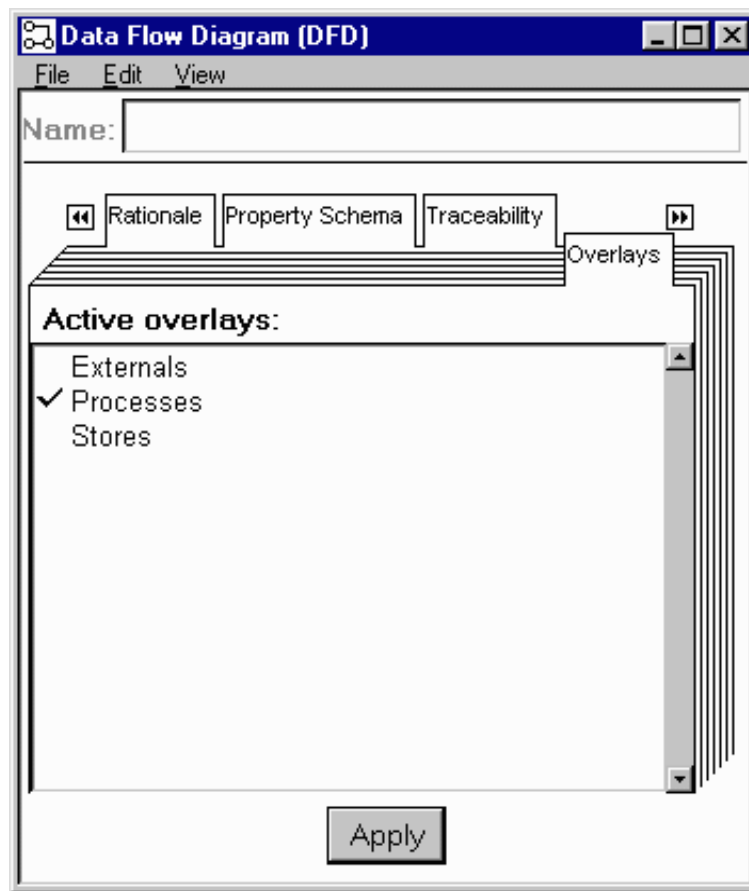 Data Flow Diagram (DFD)
File Edit View
Name:
Rationale Property Schema Traceability
Overlays
Active overlays:
Externals
Processes
Stores
Apply